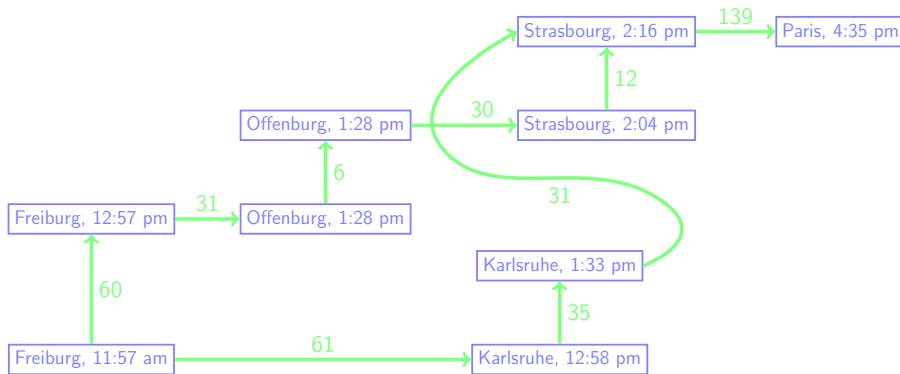 139
Strasbourg, 2:16 pm
Paris, 4:35 pm
12
30
Offenburg, 1:28 pm
Strasbourg, 2:04 pm
6
31
31
Freiburg, 12:57 pm
Offenburg, 1:28 pm
Karlsruhe, 1:33 pm
60
35
61
Freiburg, 11:57 am
Karlsruhe, 12:58 pm